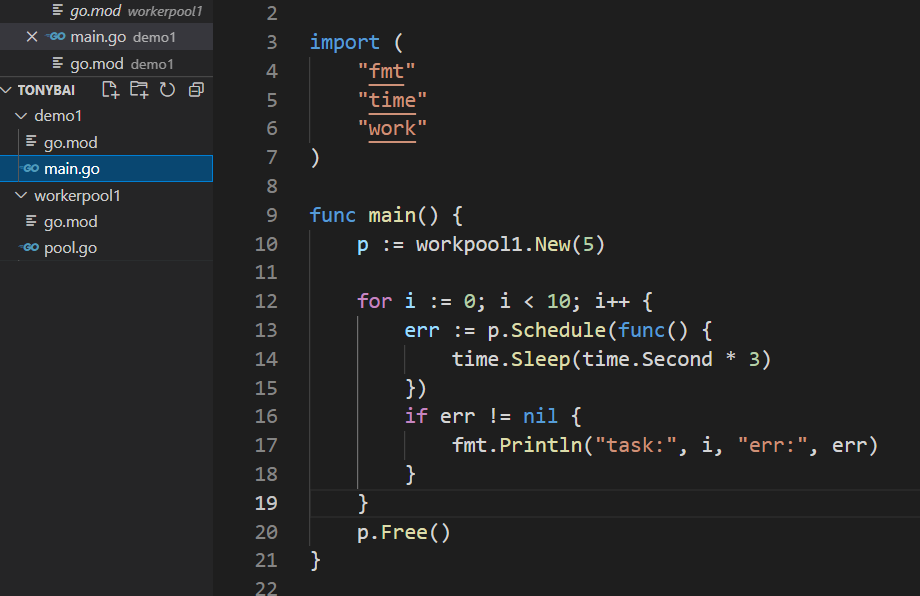 go.mod workerpool1
main.go demo1
go.mod demo1
TONYBAI
demo1
go.mod
GO main.go
workerpool1
go.mod
GO pool.go
2
3 import (
4 "fmt"
5 "time"
6 "work"
7 )
8
9 func main() {
10 p := workpool1.New(5)
11
12 for i := 0; i < 10; i++ {
13 err := p.Schedule(func() {
14 time.Sleep(time.Second * 3)
15 })
16 if err != nil {
17 fmt.Println("task:", i, "err:", err)
18 }
19 }
20 p.Free()
21 }
22